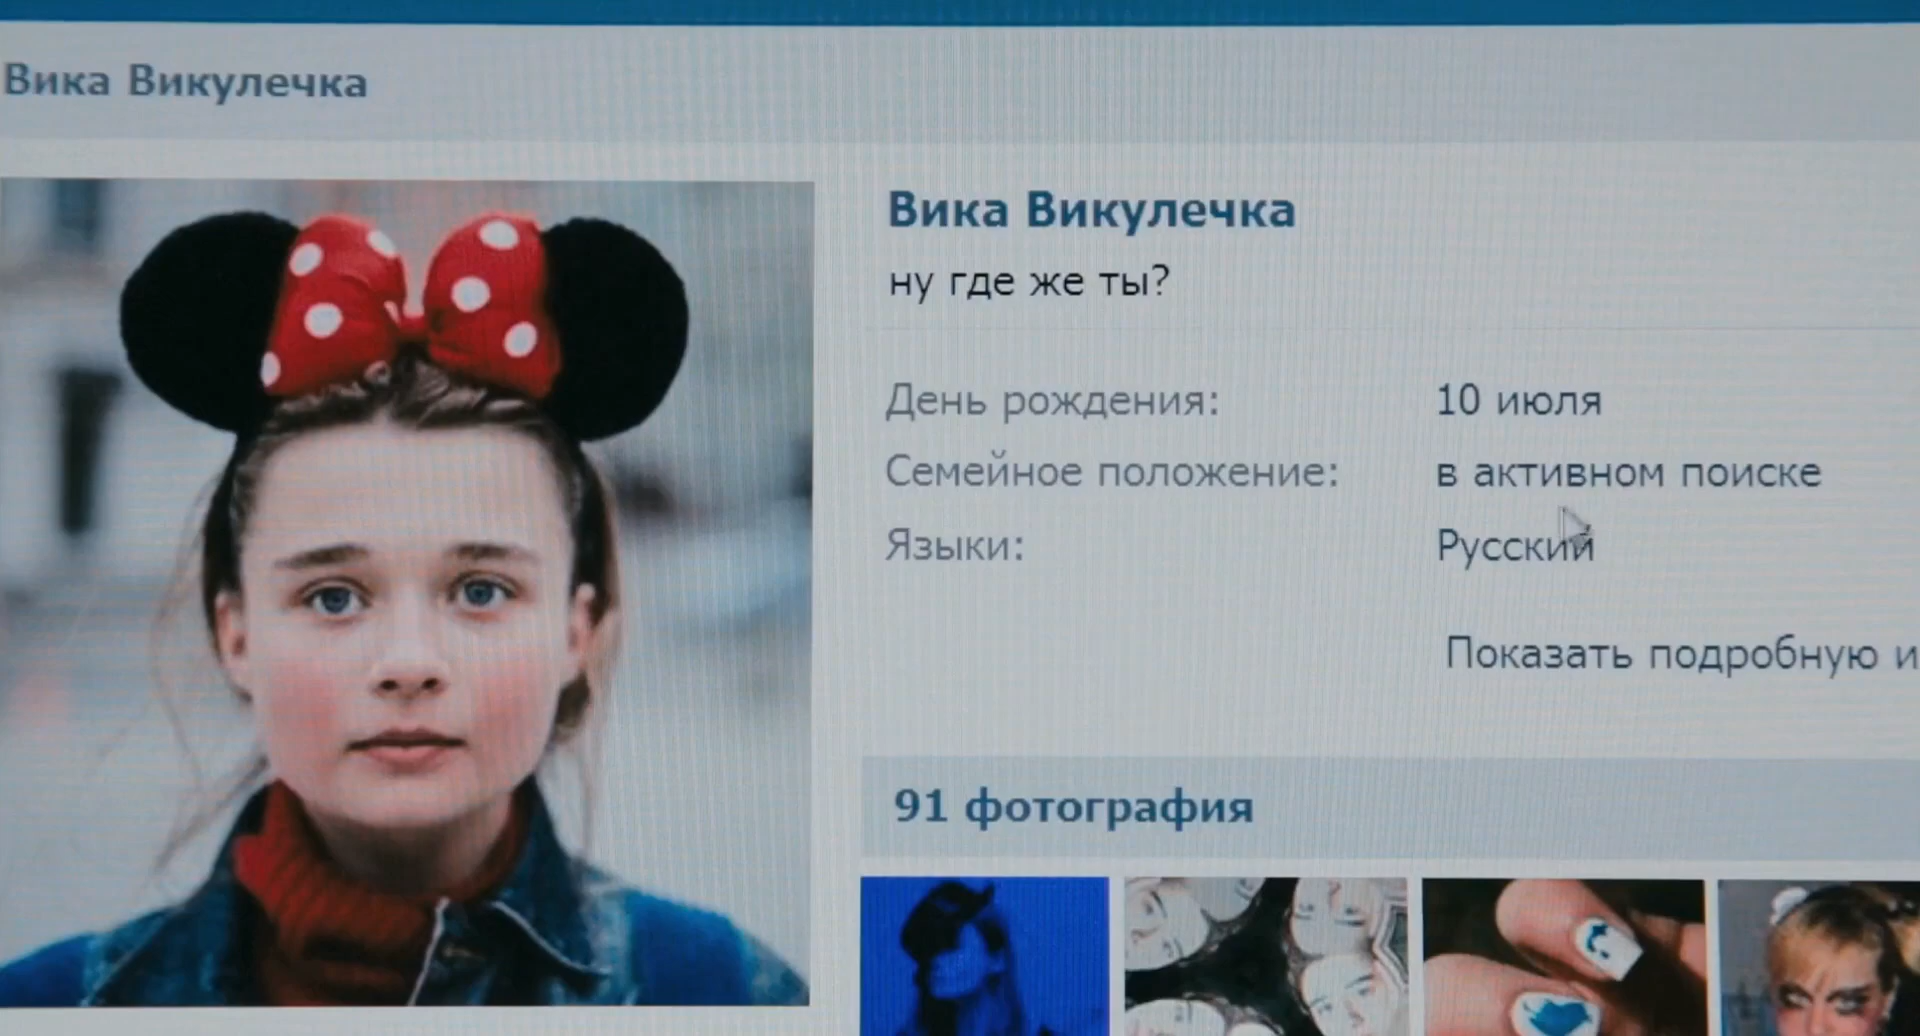 Вика Викулечка
Вика Викулечка
ну где же ты?
День рождения: 10 июля
Семейное положение: в активном поиске
Языки: Русский
Показать подробную и
91 фотография